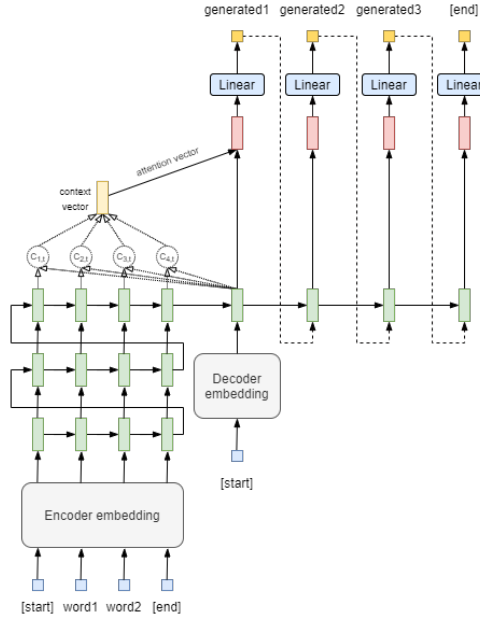 generated1 generated2 generated3 [end]
Linear Linear Linear Linear
attention vector
context
vector
C1,t C2,t C3,t C4,t
Decoder
embedding
[start]
Encoder embedding
[start] word1 word2 [end]